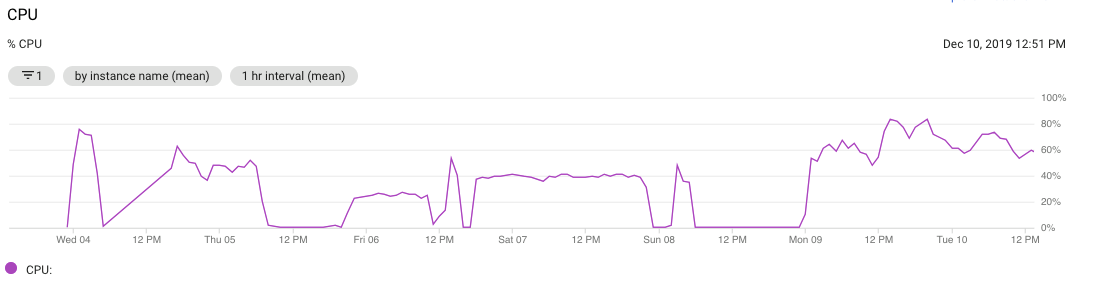 CPU
% CPU Dec 10, 2019 12:51 PM
1 by instance name (mean) 1 hr interval (mean)
100%
80%
60%
40%
20%
0%
Wed 04 12 PM Thu 05 12 PM Fri 06 12 PM Sat 07 12 PM Sun 08 12 PM Mon 09 12 PM Tue 10 12 PM
CPU: